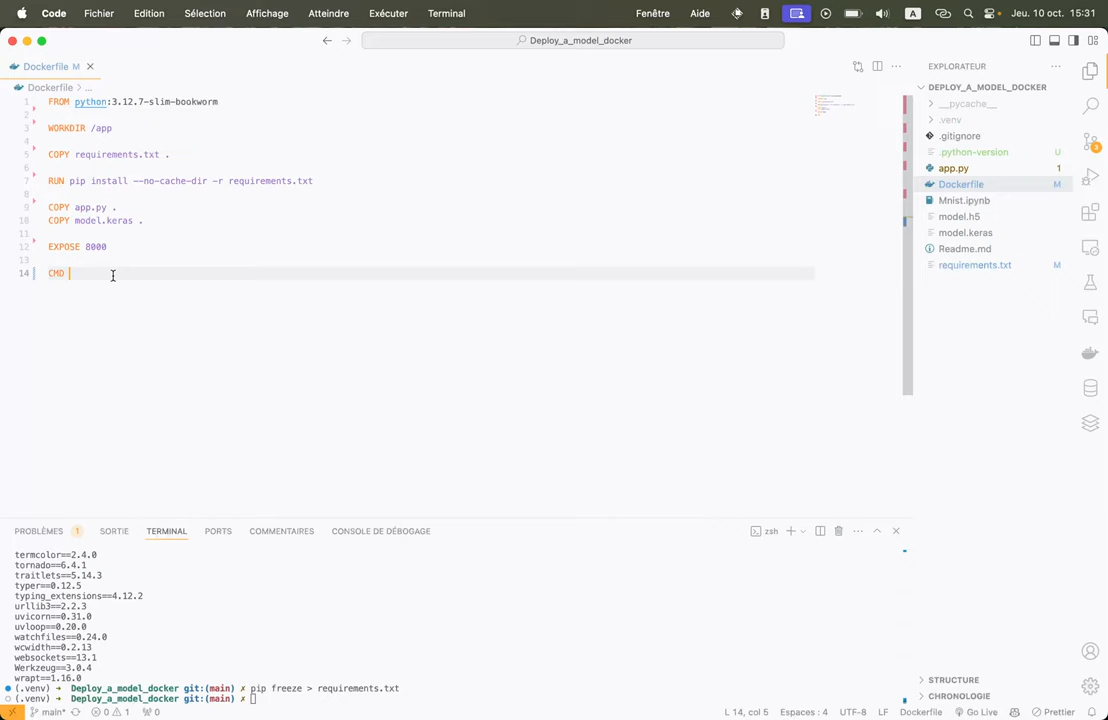 Code Fichier Edition Sélection Affichage Atteindre Exécuter Terminal Fenêtre Aide A Jeu. 10 oct. 15:31
Deploy_a_model_docker
Dockerfile M
Dockerfile > ...
1 FROM python:3.12.7-slim-bookworm
2
3 WORKDIR /app
4
5 COPY requirements.txt .
6
7 RUN pip install --no-cache-dir -r requirements.txt
8
9 COPY app.py .
10 COPY model.keras .
11
12 EXPOSE 8000
13
14 CMD
EXPLORATEUR
DEPLOY_A_MODEL_DOCKER
__pycache__
.venv
.gitignore
.python-version U
app.py 1
Dockerfile M
Mnist.ipynb
model.h5
model.keras
Readme.md
requirements.txt M
3
STRUCTURE
CHRONOLOGIE
PROBLÈMES 1 SORTIE TERMINAL PORTS COMMENTAIRES CONSOLE DE DÉBOGAGE zsh
termcolor==2.4.0
tornado==6.4.1
traitlets==5.14.3
typer==0.12.5
typing_extensions==4.12.2
urllib3==2.2.3
uvicorn==0.31.0
uvloop==0.20.0
watchfiles==0.24.0
wcwidth==0.2.13
websockets==13.1
Werkzeug==3.0.4
wrapt==1.16.0
(.venv) → Deploy_a_model_docker git:(main) ✗ pip freeze > requirements.txt
(.venv) → Deploy_a_model_docker git:(main) ✗
main* 0 1 0 L 14, col 5 Espaces : 4 UTF-8 LF Dockerfile Go Live Prettier